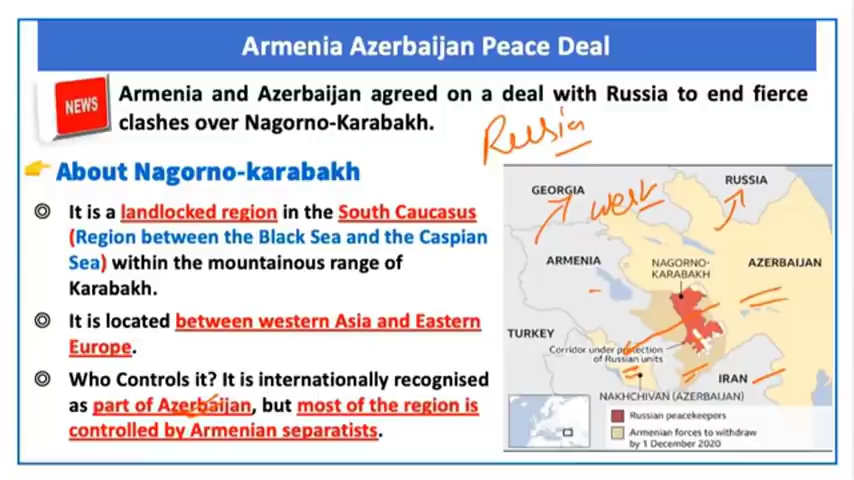 Armenia Azerbaijan Peace Deal
NEWS
Armenia and Azerbaijan agreed on a deal with Russia to end fierce
clashes over Nagorno-Karabakh.
Russia
About Nagorno-karabakh
It is a landlocked region in the South Caucasus
(Region between the Black Sea and the Caspian
Sea) within the mountainous range of
Karabakh.
It is located between western Asia and Eastern
Europe.
Who Controls it? It is internationally recognised
as part of Azerbaijan, but most of the region is
controlled by Armenian separatists.
GEORGIA
west
RUSSIA
ARMENIA
NAGORNO-
KARABAKH
AZERBAIJAN
TURKEY
Corridor under protection
of Russian units
IRAN
NAKHCHIVAN (AZERBAIJAN)
Russian peacekeepers
Armenian forces to withdraw
by 1 December 2020